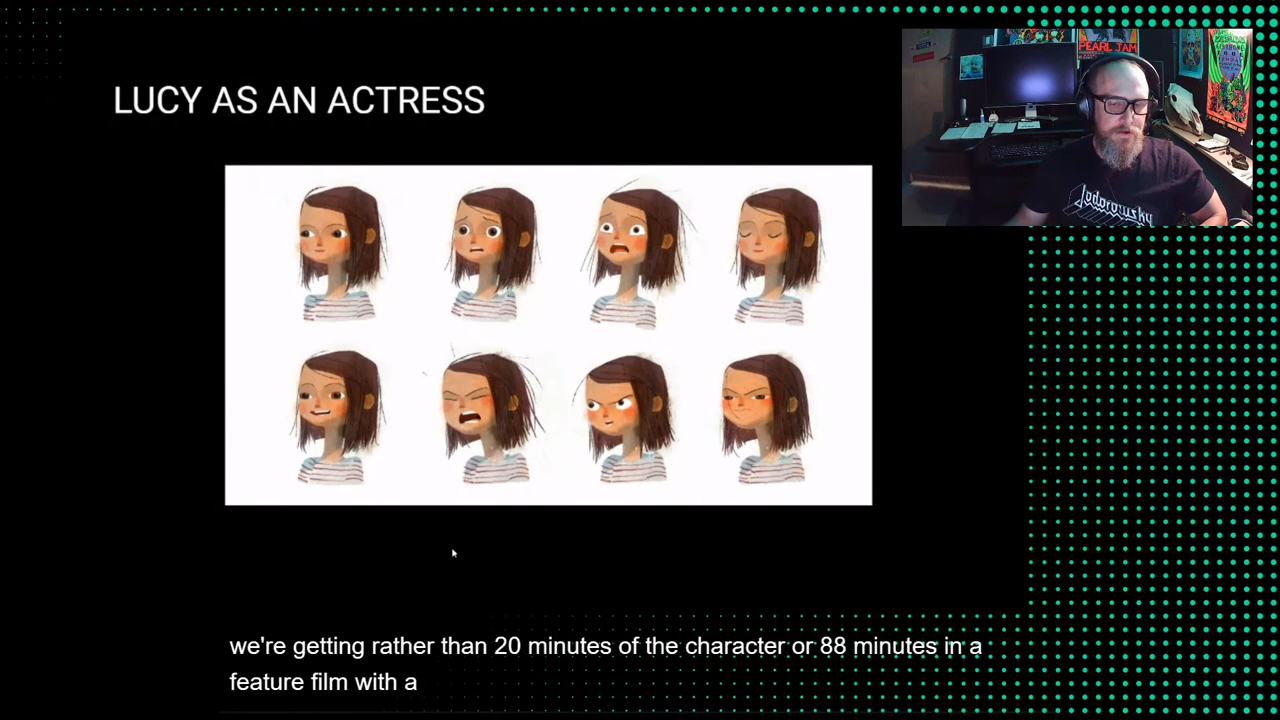 LUCY AS AN ACTRESS
PEARL JAM
Jodorowsky
we're getting rather than 20 minutes of the character or 88 minutes in a
feature film with a